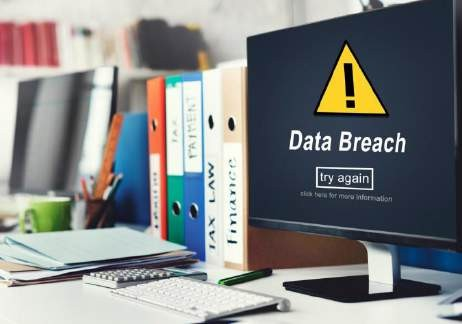 TAX
PAYMENT
TAX LAW
Finance
!
Data Breach
try again
click here for more information